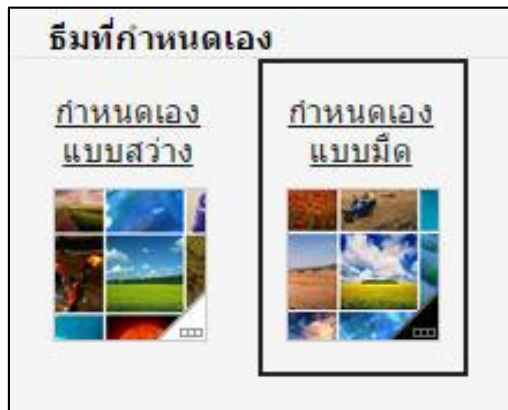 ธีมที่กำหนดเอง
กำหนดเอง
แบบสว่าง
กำหนดเอง
แบบมืด